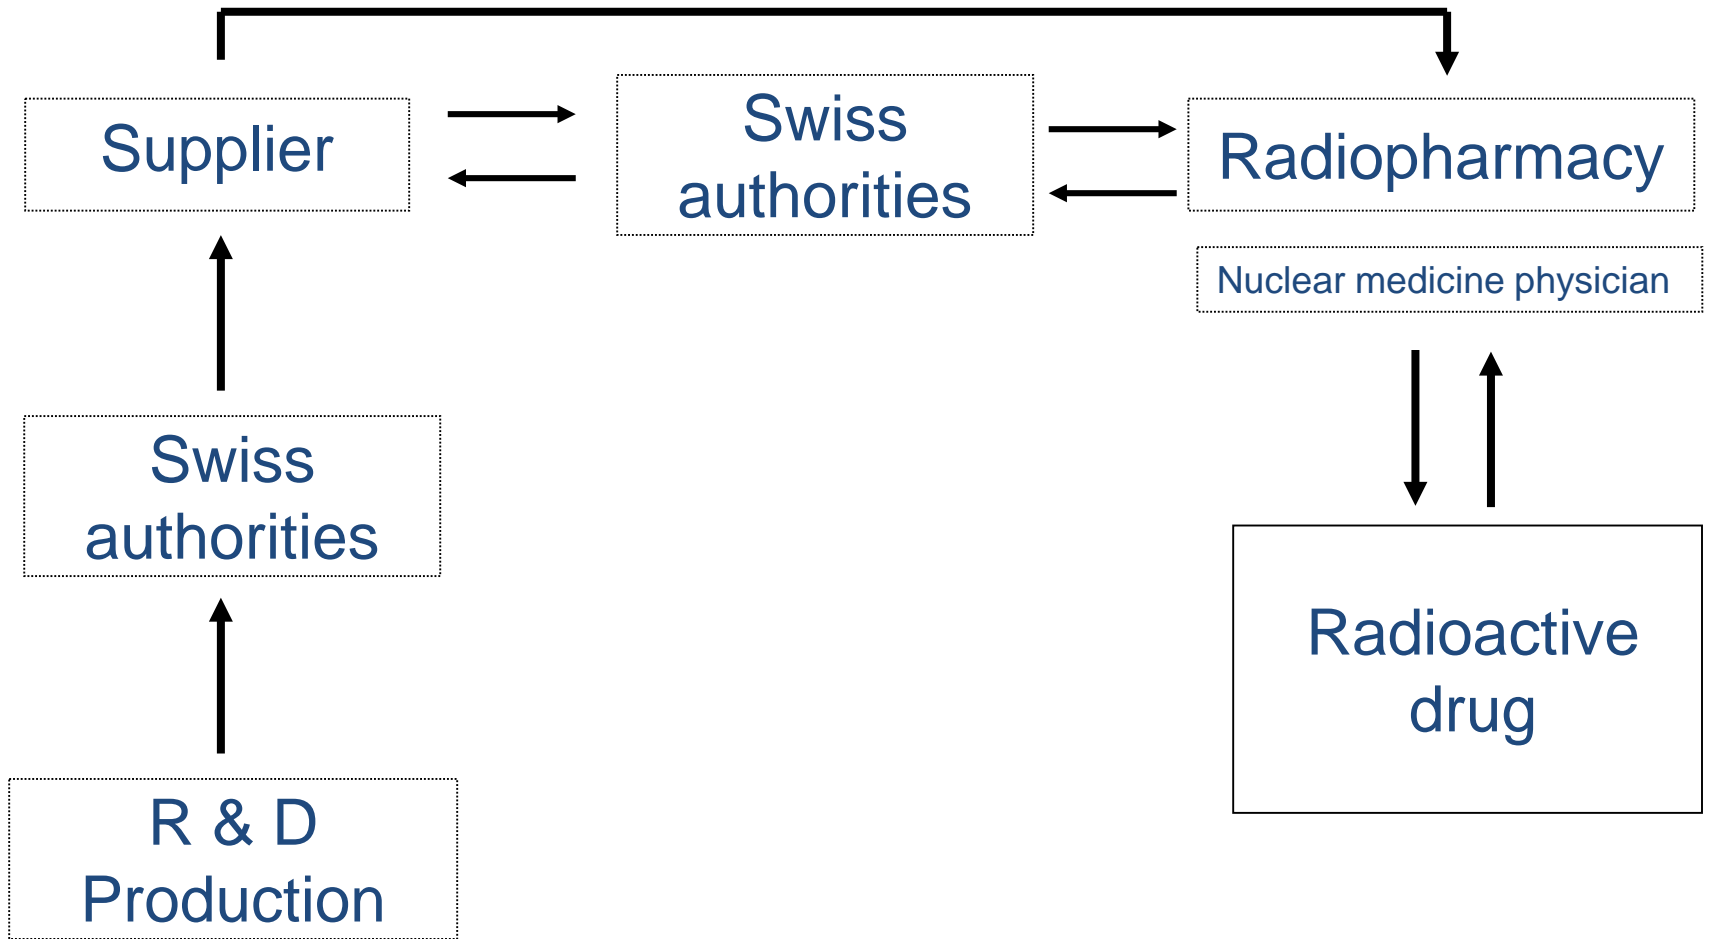 Supplier
Swiss
authorities
Radiopharmacy
Nuclear medicine physician
Swiss
authorities
Radioactive
drug
R & D
Production